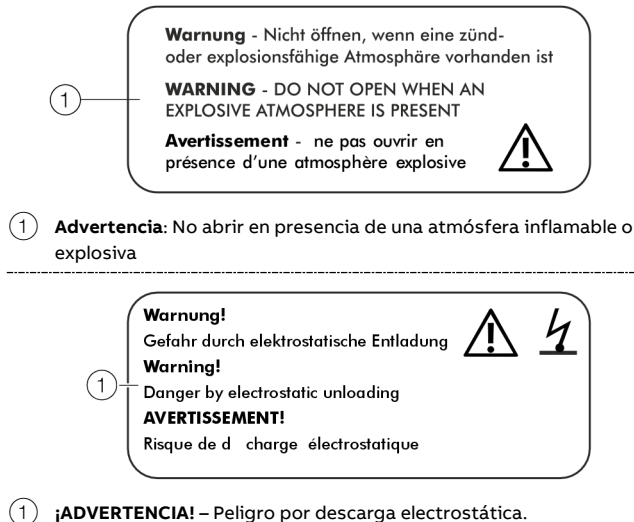 Warnung - Nicht öffnen, wenn eine zünd-
oder explosionsfähige Atmosphäre vorhanden ist
WARNING - DO NOT OPEN WHEN AN
EXPLOSIVE ATMOSPHERE IS PRESENT
Avertissement - ne pas ouvrir en
présence d'une atmosphère explosive
1
1 Advertencia: No abrir en presencia de una atmósfera inflamable o
explosiva
Warnung!
Gefahr durch elektrostatische Entladung
Warning!
1
Danger by electrostatic unloading
AVERTISSEMENT!
Risque de d charge électrostatique
1 ¡ADVERTENCIA! – Peligro por descarga electrostática.